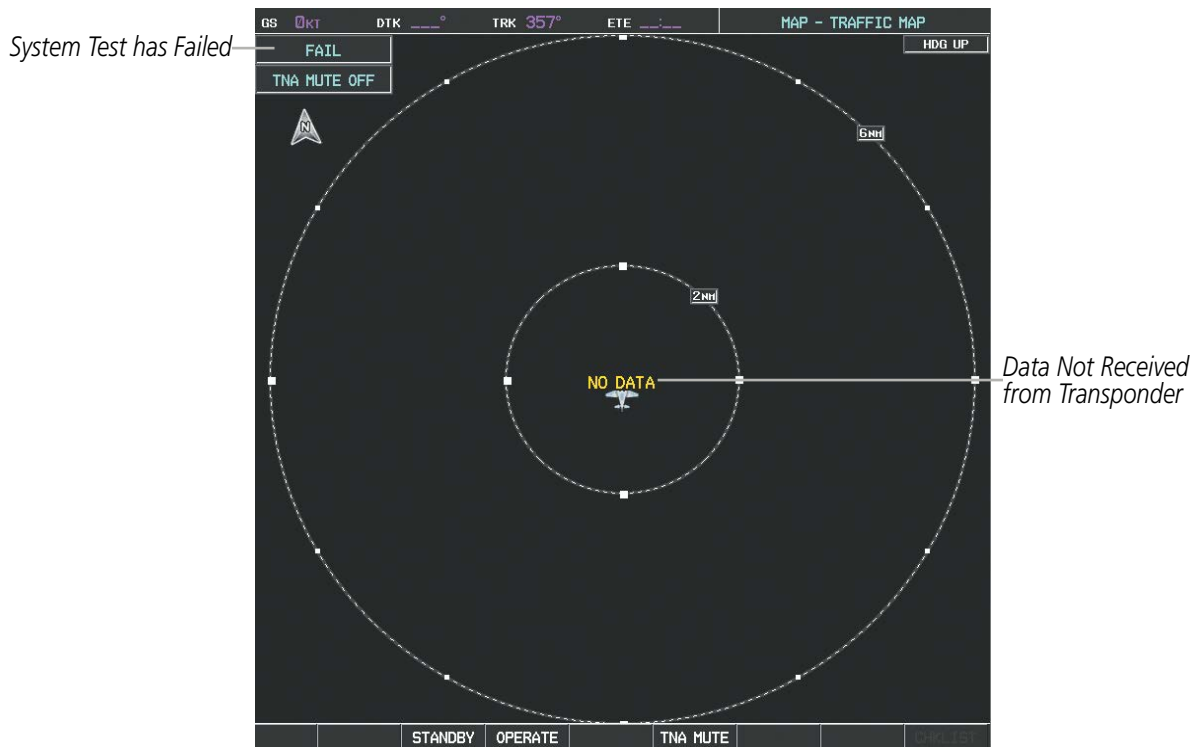 GS 0KT DTK ___° TRK 357° ETE __:__ MAP - TRAFFIC MAP
System Test has Failed
FAIL
HDG UP
TNA MUTE OFF
N
6NM
2NM
NO DATA
Data Not Received
from Transponder
STANDBY OPERATE TNA MUTE CHKLIST